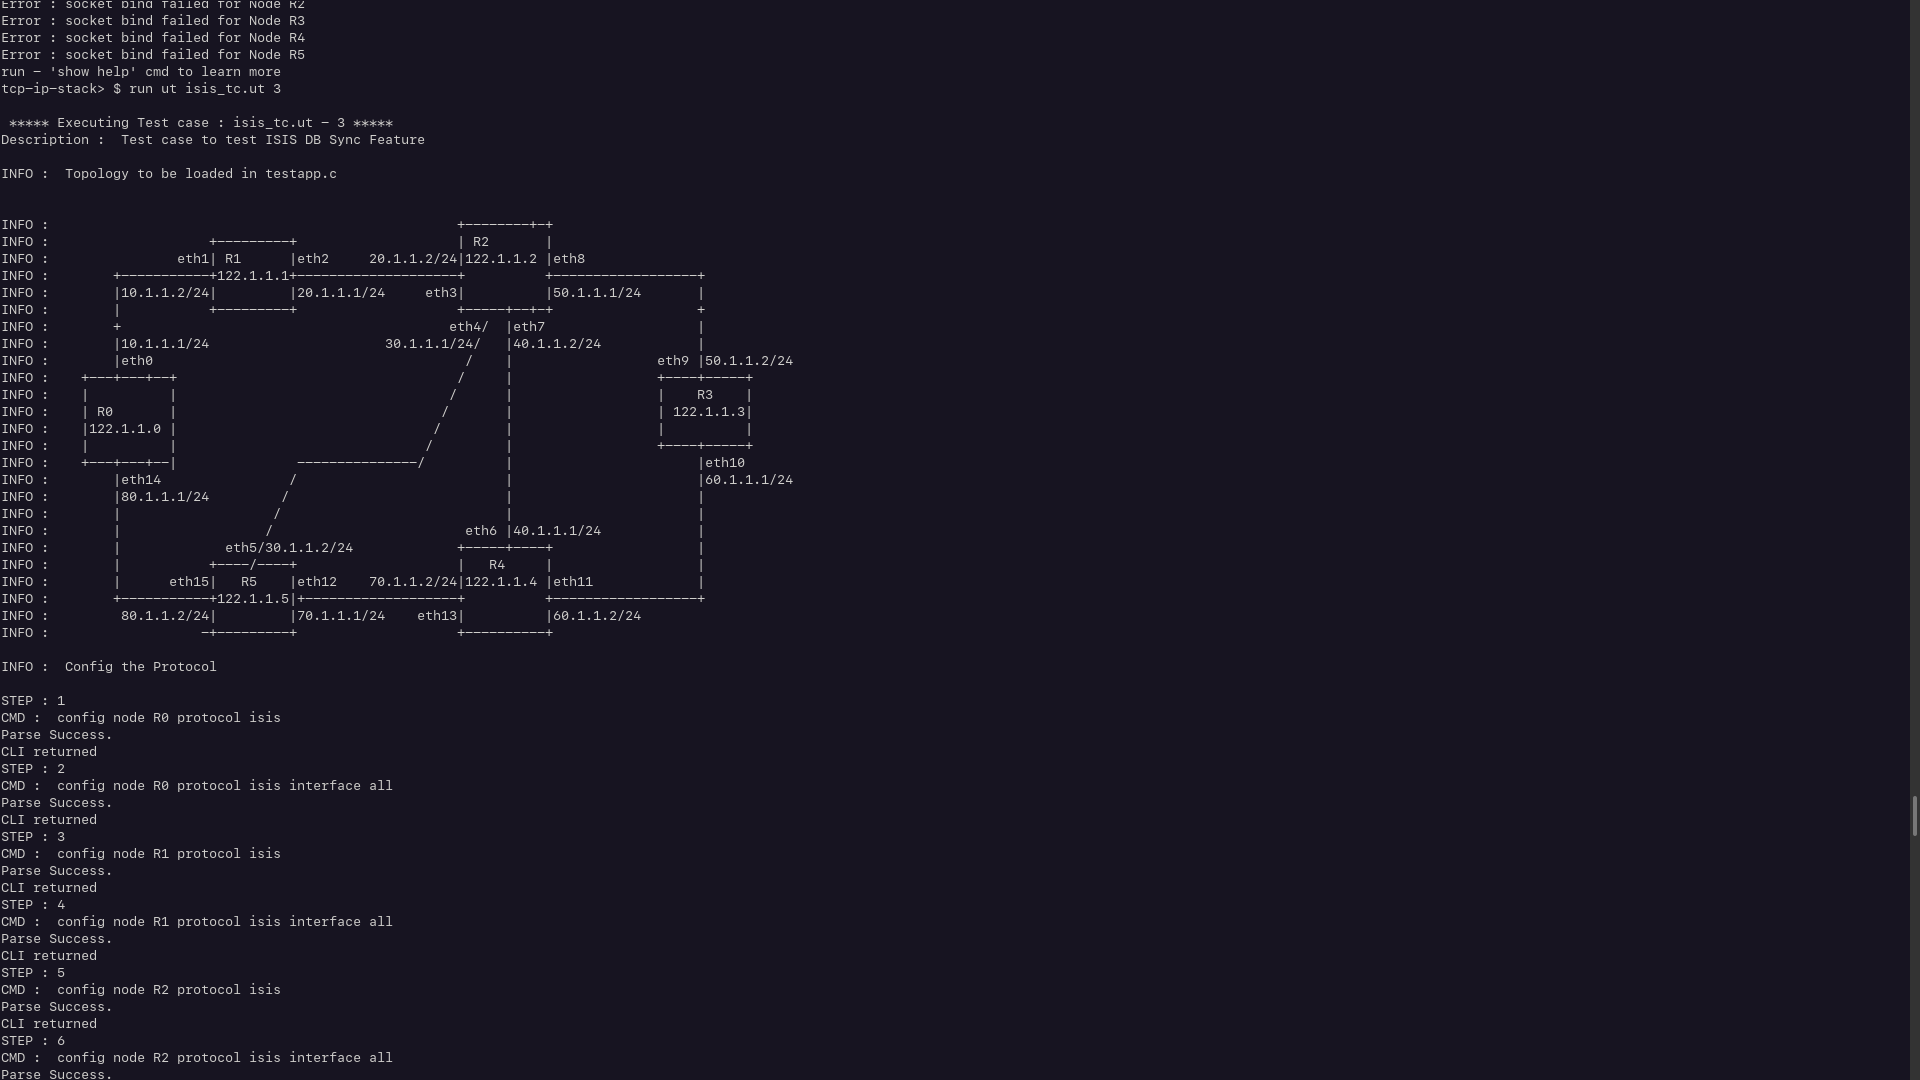 Error : socket bind failed for Node R2
Error : socket bind failed for Node R3
Error : socket bind failed for Node R4
Error : socket bind failed for Node R5
run - 'show help' cmd to learn more
tcp-ip-stack> $ run ut isis_tc.ut 3
 ***** Executing Test case : isis_tc.ut - 3 *****
Description :  Test case to test ISIS DB Sync Feature
INFO :  Topology to be loaded in testapp.c
INFO :                                                   +--------+-+
INFO :                    +---------+                    | R2       |
INFO :                eth1| R1      |eth2     20.1.1.2/24|122.1.1.2 |eth8
INFO :        +-----------+122.1.1.1+--------------------+          +------------------+
INFO :        |10.1.1.2/24|         |20.1.1.1/24     eth3|          |50.1.1.1/24       |
INFO :        |           +---------+                    +-----+--+-+                  +
INFO :        +                                         eth4/  |eth7                   |
INFO :        |10.1.1.1/24                      30.1.1.1/24/   |40.1.1.2/24            |
INFO :        |eth0                                       /    |                  eth9 |50.1.1.2/24
INFO :    +---+---+--+                                   /     |                  +----+-----+
INFO :    |          |                                  /      |                  |    R3    |
INFO :    | R0       |                                 /       |                  | 122.1.1.3|
INFO :    |122.1.1.0 |                                /        |                  |          |
INFO :    |          |                               /         |                  +----+-----+
INFO :    +---+---+--|               ---------------/          |                       |eth10
INFO :        |eth14                /                          |                       |60.1.1.1/24
INFO :        |80.1.1.1/24         /                           |                       |
INFO :        |                   /                            |                       |
INFO :        |                  /                        eth6 |40.1.1.1/24            |
INFO :        |             eth5/30.1.1.2/24             +-----+----+                  |
INFO :        |           +----/----+                    |   R4     |                  |
INFO :        |      eth15|   R5    |eth12    70.1.1.2/24|122.1.1.4 |eth11             |
INFO :        +-----------+122.1.1.5|+-------------------+          +------------------+
INFO :         80.1.1.2/24|         |70.1.1.1/24    eth13|          |60.1.1.2/24
INFO :                   -+---------+                    +----------+
INFO :  Config the Protocol
STEP : 1
CMD :  config node R0 protocol isis
Parse Success.
CLI returned
STEP : 2
CMD :  config node R0 protocol isis interface all
Parse Success.
CLI returned
STEP : 3
CMD :  config node R1 protocol isis
Parse Success.
CLI returned
STEP : 4
CMD :  config node R1 protocol isis interface all
Parse Success.
CLI returned
STEP : 5
CMD :  config node R2 protocol isis
Parse Success.
CLI returned
STEP : 6
CMD :  config node R2 protocol isis interface all
Parse Success.